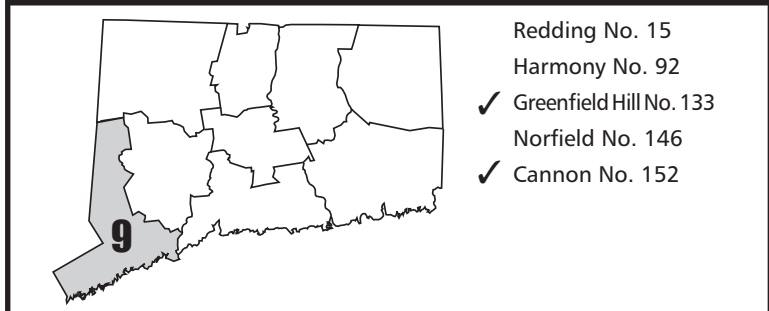 9
Redding No. 15
Harmony No. 92
✓ Greenfield Hill No. 133
Norfield No. 146
✓ Cannon No. 152